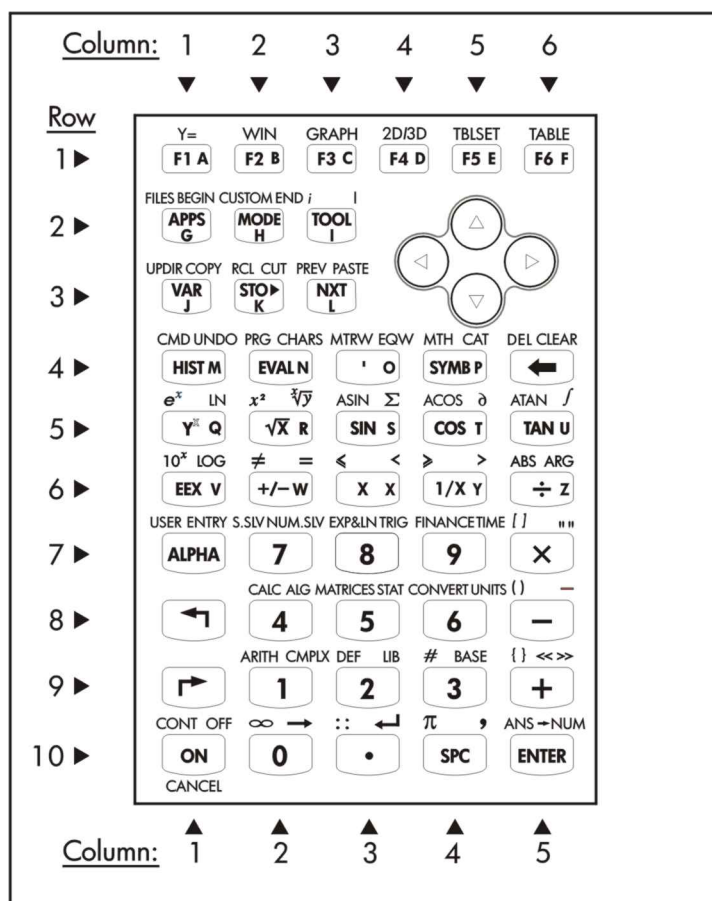 Column: 1 2 3 4 5 6
▼ ▼ ▼ ▼ ▼ ▼
Row
Y= WIN GRAPH 2D/3D TBLSET TABLE
1 ▶ F1 A F2 B F3 C F4 D F5 E F6 F
FILES BEGIN CUSTOM END i I
2 ▶ APPS G MODE H TOOL I
UPDIR COPY RCL CUT PREV PASTE
3 ▶ VAR J STO▶ K NXT L
CMD UNDO PRG CHARS MTRW EQW MTH CAT DEL CLEAR
4 ▶ HIST M EVAL N ' O SYMB P ←
eˣ LN x² ˣ√y ASIN Σ ACOS ∂ ATAN ∫
5 ▶ Yˣ Q √X R SIN S COS T TAN U
10ˣ LOG ≠ = ≤ < ≥ > ABS ARG
6 ▶ EEX V +/− W X X 1/X Y ÷ Z
USER ENTRY S.SLV NUM.SLV EXP&LN TRIG FINANCE TIME [ ] " "
7 ▶ ALPHA 7 8 9 ×
CALC ALG MATRICES STAT CONVERT UNITS ( ) _
8 ▶ ↰ 4 5 6 −
ARITH CMPLX DEF LIB # BASE { } << >>
9 ▶ ↱ 1 2 3 +
CONT OFF ∞ → :: ↵ π , ANS →NUM
10 ▶ ON 0 • SPC ENTER
CANCEL
▲ ▲ ▲ ▲ ▲
Column: 1 2 3 4 5